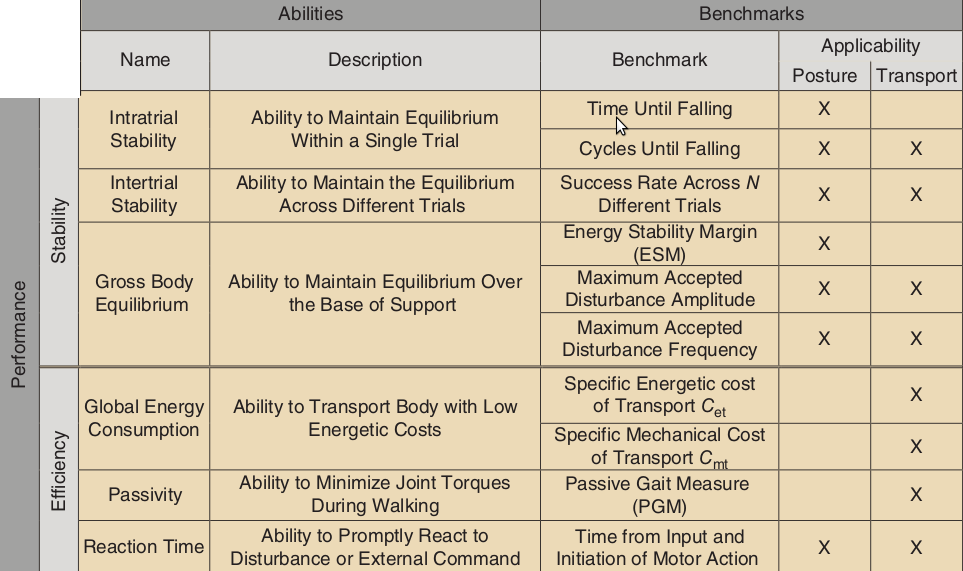 Abilities
Benchmarks
Name
Description
Benchmark
Applicability
Posture
Transport
Performance
Stability
Intratrial
Stability
Ability to Maintain Equilibrium
Within a Single Trial
Time Until Falling
X
Cycles Until Falling
X
X
Intertrial
Stability
Ability to Maintain the Equilibrium
Across Different Trials
Success Rate Across N
Different Trials
X
X
Gross Body
Equilibrium
Ability to Maintain Equilibrium Over
the Base of Support
Energy Stability Margin
(ESM)
X
Maximum Accepted
Disturbance Amplitude
X
X
Maximum Accepted
Disturbance Frequency
X
X
Efficiency
Global Energy
Consumption
Ability to Transport Body with Low
Energetic Costs
Specific Energetic cost
of Transport Cet
X
Specific Mechanical Cost
of Transport Cmt
X
Passivity
Ability to Minimize Joint Torques
During Walking
Passive Gait Measure
(PGM)
X
Reaction Time
Ability to Promptly React to
Disturbance or External Command
Time from Input and
Initiation of Motor Action
X
X